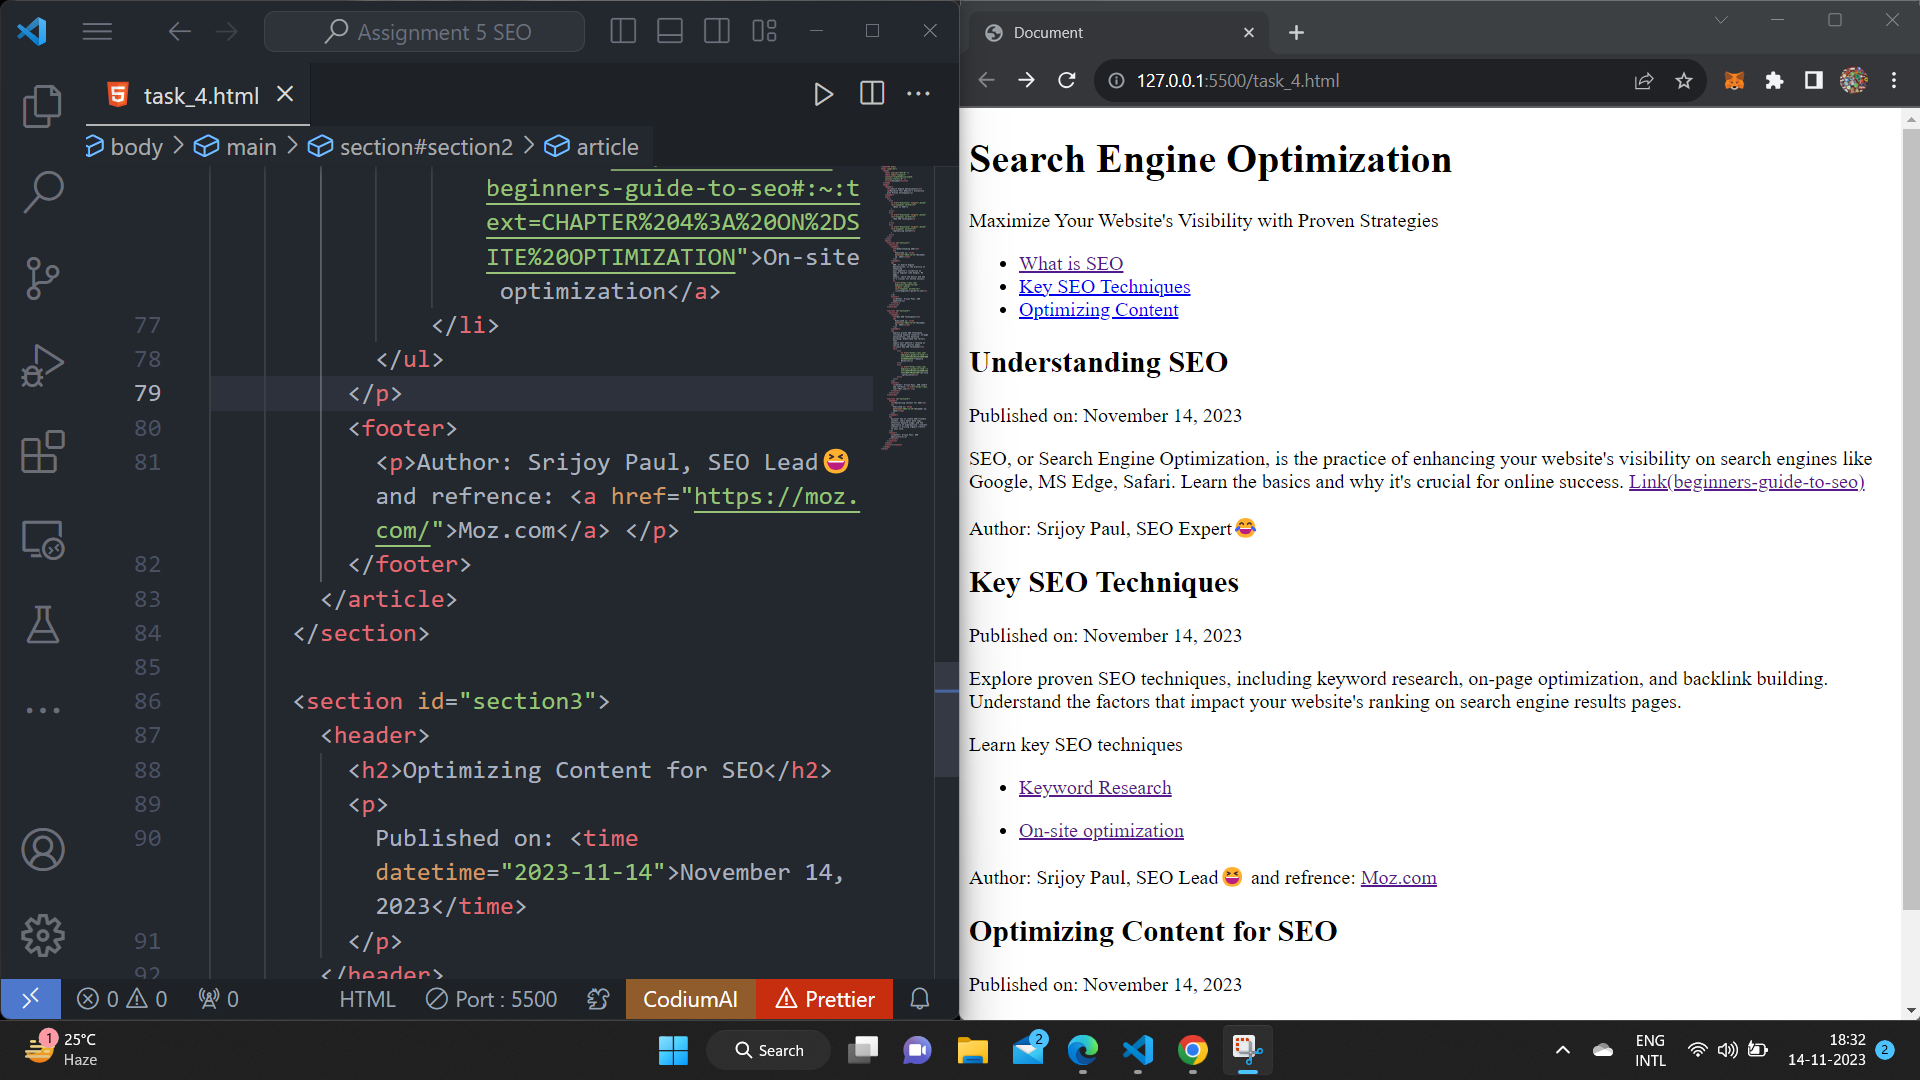 Assignment 5 SEO
task_4.html
body > main > section#section2 > article
beginners-guide-to-seo#:~:t
ext=CHAPTER%204%3A%20ON%2DS
ITE%20OPTIMIZATION">On-site
optimization</a>
77 </li>
78 </ul>
79 </p>
80 <footer>
81 <p>Author: Srijoy Paul, SEO Lead😆
and refrence: <a href="https://moz.
com/">Moz.com</a> </p>
82 </footer>
83 </article>
84 </section>
85
86 <section id="section3">
87 <header>
88 <h2>Optimizing Content for SEO</h2>
89 <p>
90 Published on: <time
datetime="2023-11-14">November 14,
2023</time>
91 </p>
92 </header>
0 0 0 HTML Port : 5500 CodiumAI Prettier
Document
127.0.0.1:5500/task_4.html
Search Engine Optimization
Maximize Your Website's Visibility with Proven Strategies
• What is SEO
• Key SEO Techniques
• Optimizing Content
Understanding SEO
Published on: November 14, 2023
SEO, or Search Engine Optimization, is the practice of enhancing your website's visibility on search engines like
Google, MS Edge, Safari. Learn the basics and why it's crucial for online success. Link(beginners-guide-to-seo)
Author: Srijoy Paul, SEO Expert😂
Key SEO Techniques
Published on: November 14, 2023
Explore proven SEO techniques, including keyword research, on-page optimization, and backlink building.
Understand the factors that impact your website's ranking on search engine results pages.
Learn key SEO techniques
• Keyword Research
• On-site optimization
Author: Srijoy Paul, SEO Lead😆 and refrence: Moz.com
Optimizing Content for SEO
Published on: November 14, 2023
1
25°C
Haze
Search
2
ENG
INTL
18:32
14-11-2023
2